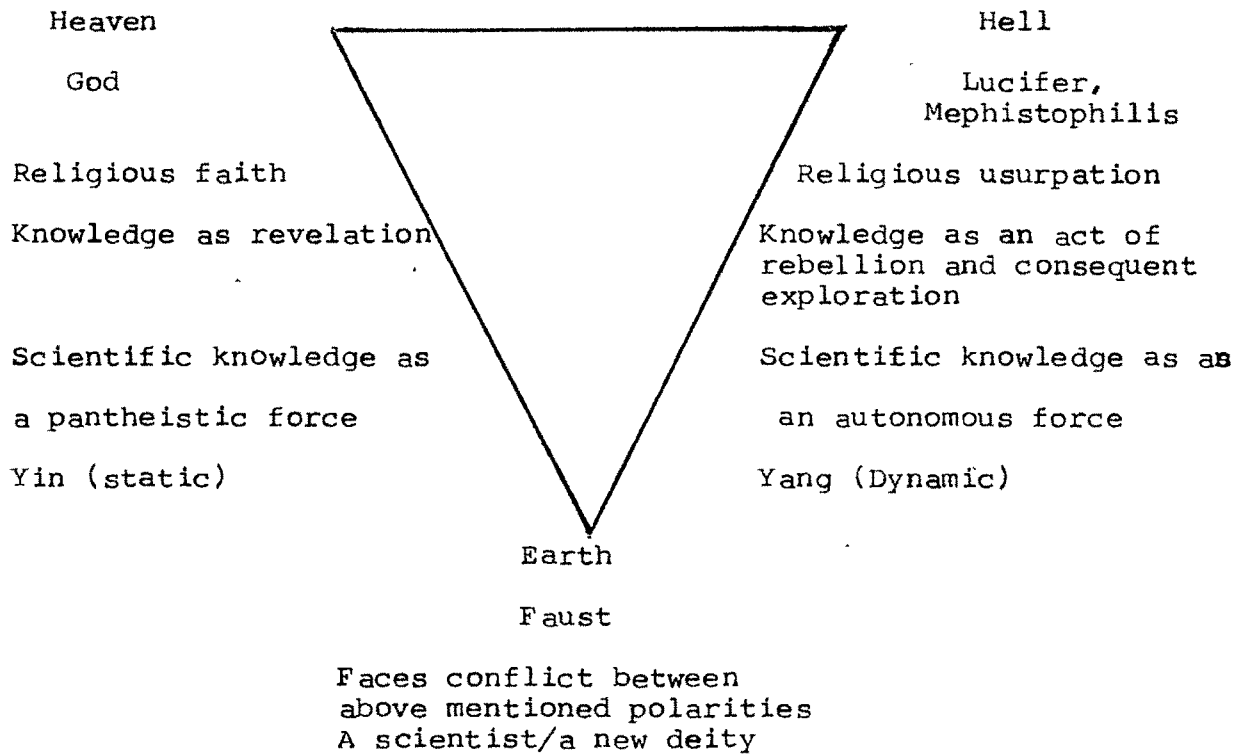 Heaven
God
Religious faith
Knowledge as revelation
Scientific knowledge as
a pantheistic force
Yin (static)
Hell
Lucifer,
Mephistophilis
Religious usurpation
Knowledge as an act of
rebellion and consequent
exploration
Scientific knowledge as as
an autonomous force
Yang (Dynamic)
Earth
Faust
Faces conflict between
above mentioned polarities
A scientist/a new deity